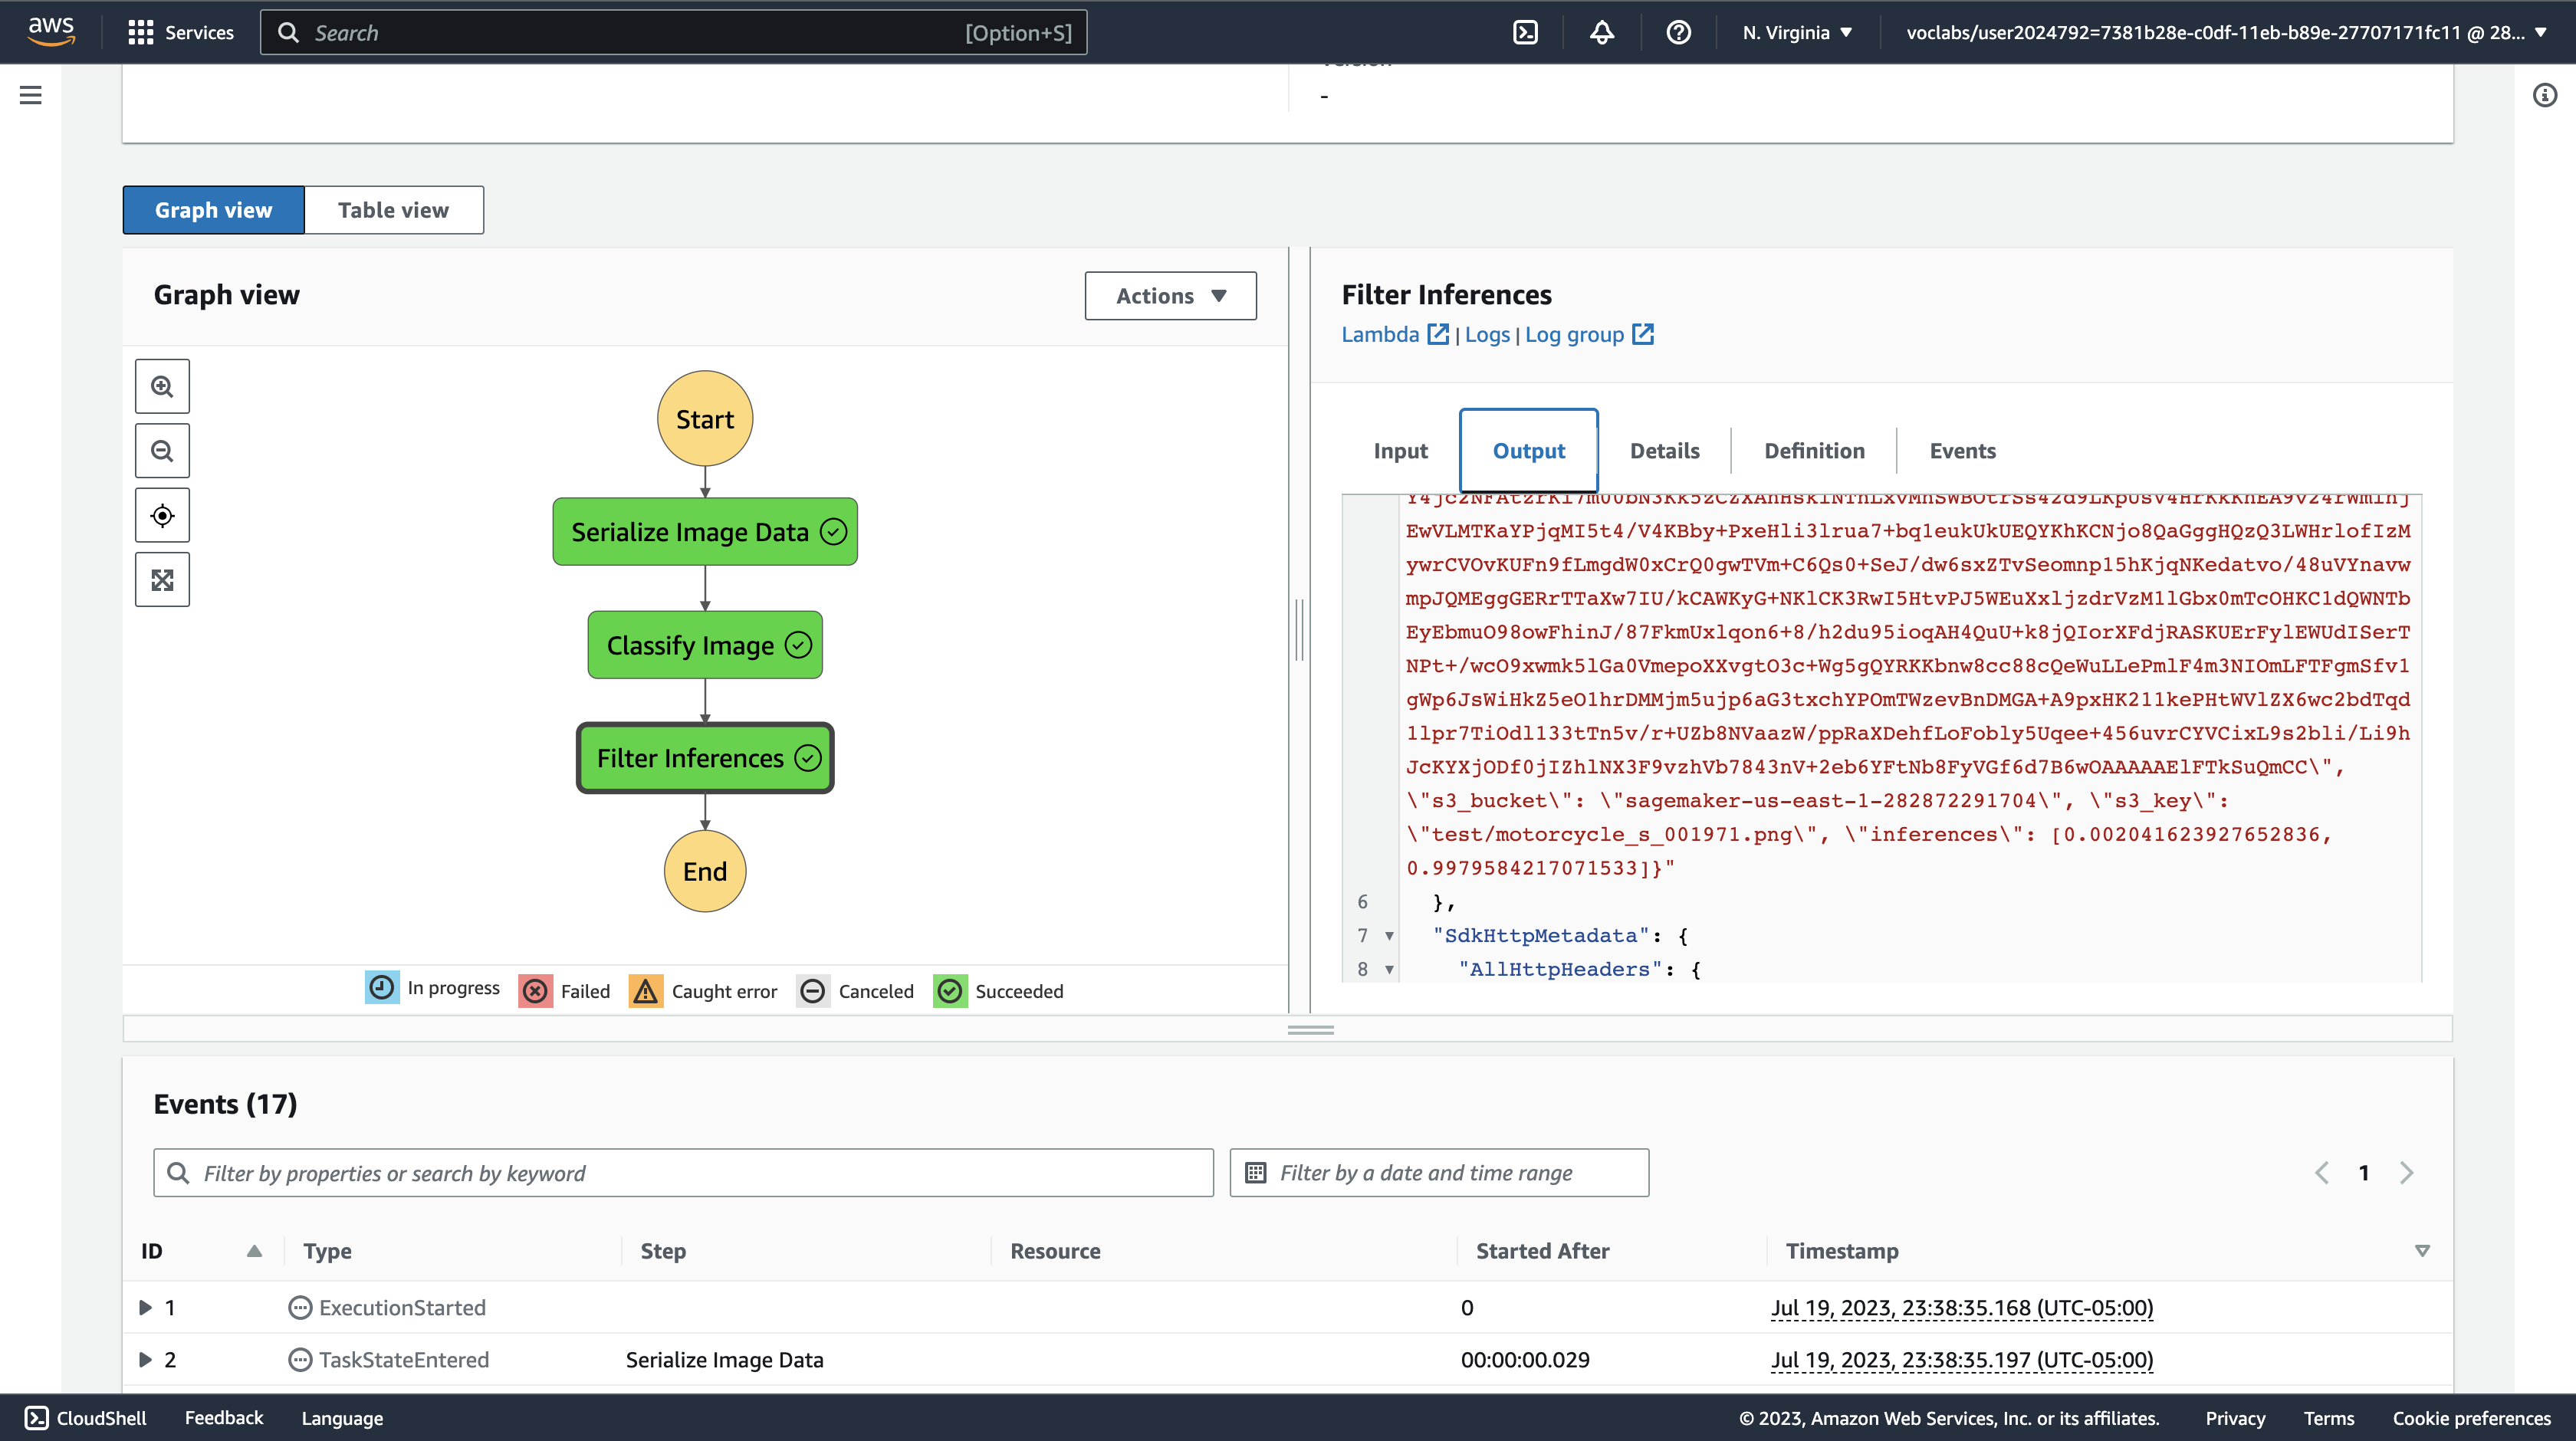 aws Services Search [Option+S] N. Virginia voclabs/user2024792=7381b28e-c0df-11eb-b89e-27707171fc11 @ 28...
-
Graph view Table view
Graph view Actions
Start
Serialize Image Data
Classify Image
Filter Inferences
End
In progress Failed Caught error Canceled Succeeded
Filter Inferences
Lambda | Logs | Log group
Input Output Details Definition Events
EwVLMTKaYPjqMI5t4/V4KBby+PxeHli3lrua7+bq1eukUkUEQYKhKCNjo8QaGggHQzQ3LWHrlofIzM
ywrCVOvKUFn9fLmgdW0xCrQ0gwTVm+C6Qs0+SeJ/dw6sxZTvSeomnp15hKjqNKedatvo/48uVYnavw
mpJQMEggGERrTTaXw7IU/kCAWKyG+NKlCK3RwI5HtvPJ5WEuXxljzdrVzM1lGbx0mTcOHKC1dQWNTb
EyEbmuO98owFhinJ/87FkmUxlqon6+8/h2du95ioqAH4QuU+k8jQIorXFdjRASKUErFylEWUdISerT
NPt+/wcO9xwmk5lGa0VmepoXXvgtO3c+Wg5gQYRKKbnw8cc88cQeWuLLePmlF4m3NIOmLFTFgmSfv1
gWp6JsWiHkZ5eO1hrDMMjm5ujp6aG3txchYPOmTWzevBnDMGA+A9pxHK211kePHtWVlZX6wc2bdTqd
1lpr7TiOdl133tTn5v/r+UZb8NVaazW/ppRaXDehfLoFobly5Uqee+456uvrCYVCixL9s2bli/Li9h
JcKYXjODf0jIZhlNX3F9vzhVb7843nV+2eb6YFtNb8FyVGf6d7B6wOAAAAAElFTkSuQmCC\",
\"s3_bucket\": \"sagemaker-us-east-1-282872291704\", \"s3_key\":
\"test/motorcycle_s_001971.png\", \"inferences\": [0.002041623927652836,
0.9979584217071533]}"
6 },
7 "SdkHttpMetadata": {
8 "AllHttpHeaders": {
Events (17)
Filter by properties or search by keyword Filter by a date and time range 1
ID Type Step Resource Started After Timestamp
1 ExecutionStarted 0 Jul 19, 2023, 23:38:35.168 (UTC-05:00)
2 TaskStateEntered Serialize Image Data 00:00:00.029 Jul 19, 2023, 23:38:35.197 (UTC-05:00)
CloudShell Feedback Language © 2023, Amazon Web Services, Inc. or its affiliates. Privacy Terms Cookie preferences